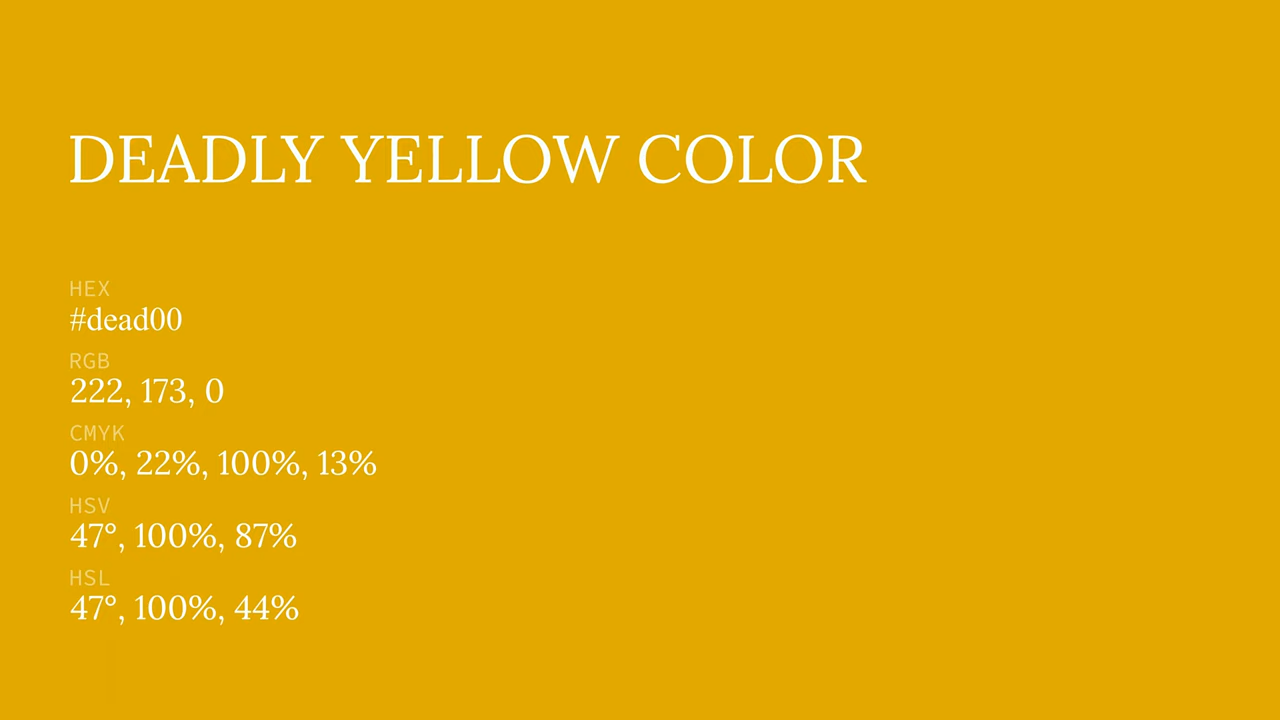 DEADLY YELLOW COLOR
HEX
#dead00
RGB
222, 173, 0
CMYK
0%, 22%, 100%, 13%
HSV
47°, 100%, 87%
HSL
47°, 100%, 44%